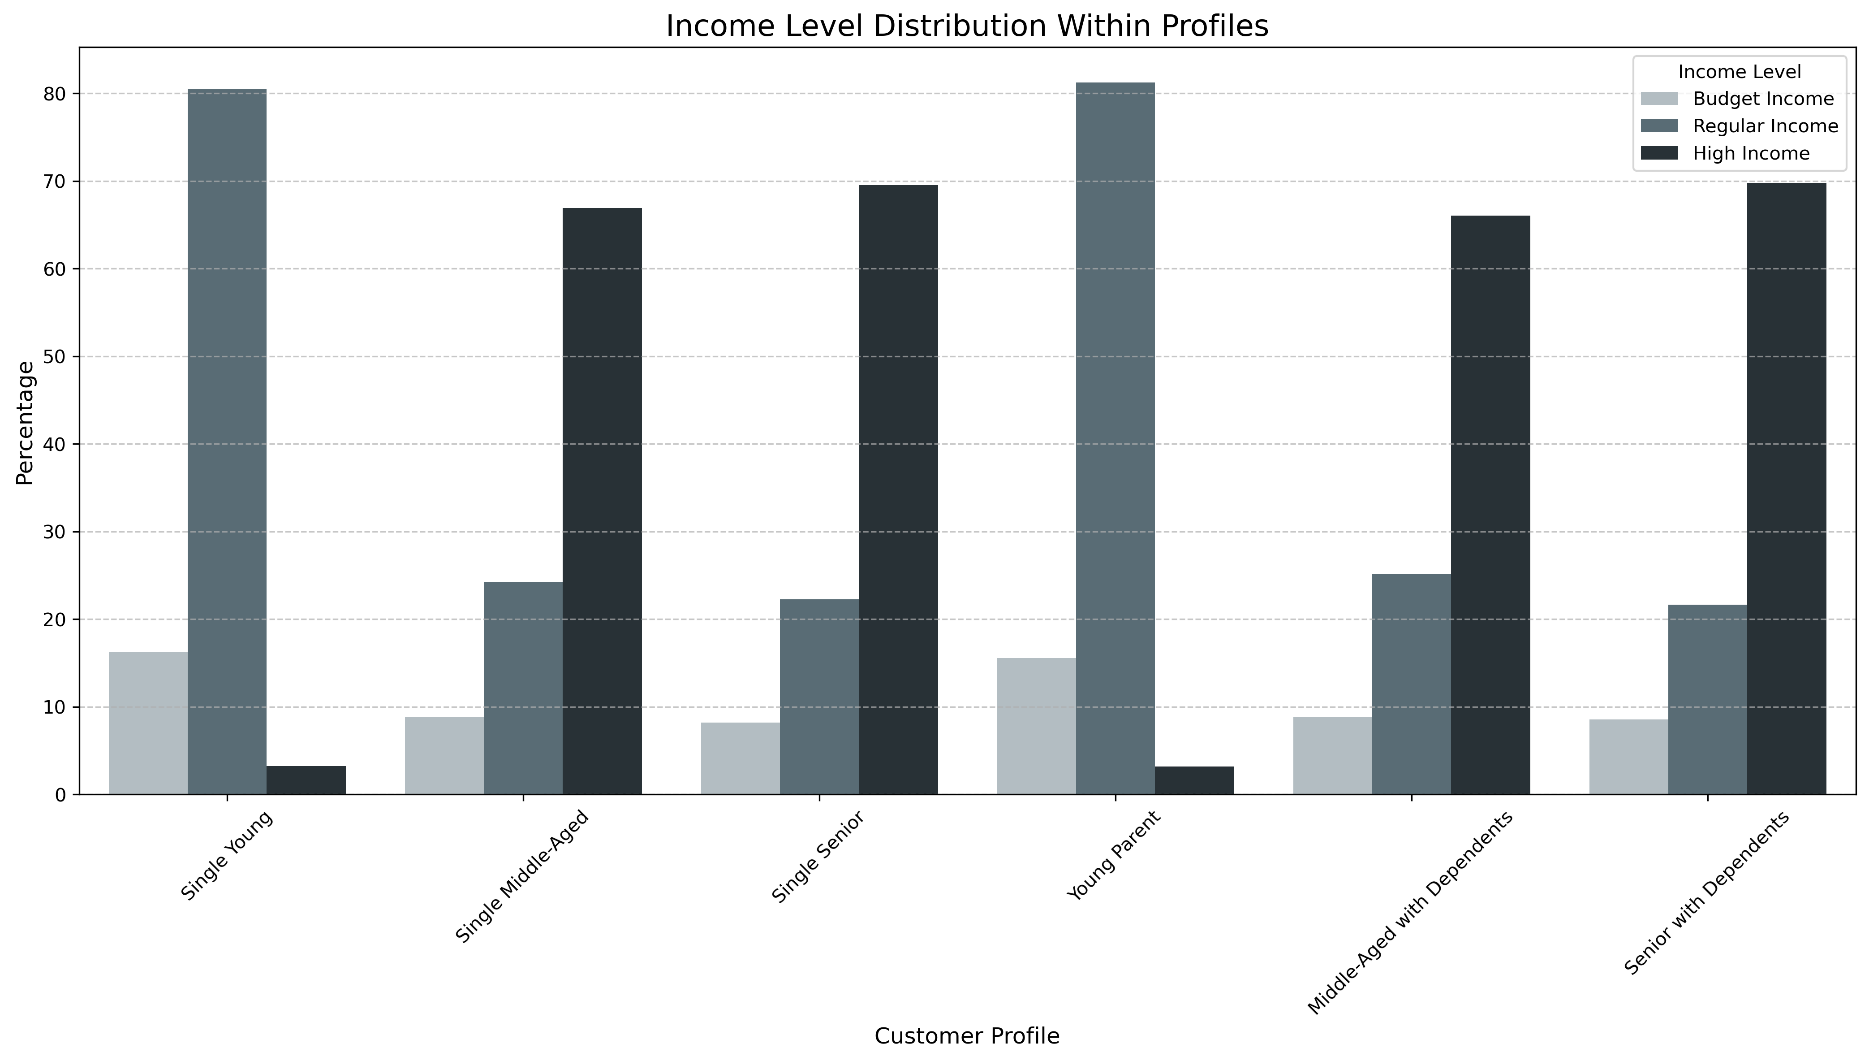 Income Level Distribution Within Profiles
Income Level
Budget Income
Regular Income
High Income
Percentage
80
70
60
50
40
30
20
10
0
Single Young
Single Middle-Aged
Single Senior
Young Parent
Middle-Aged with Dependents
Senior with Dependents
Customer Profile